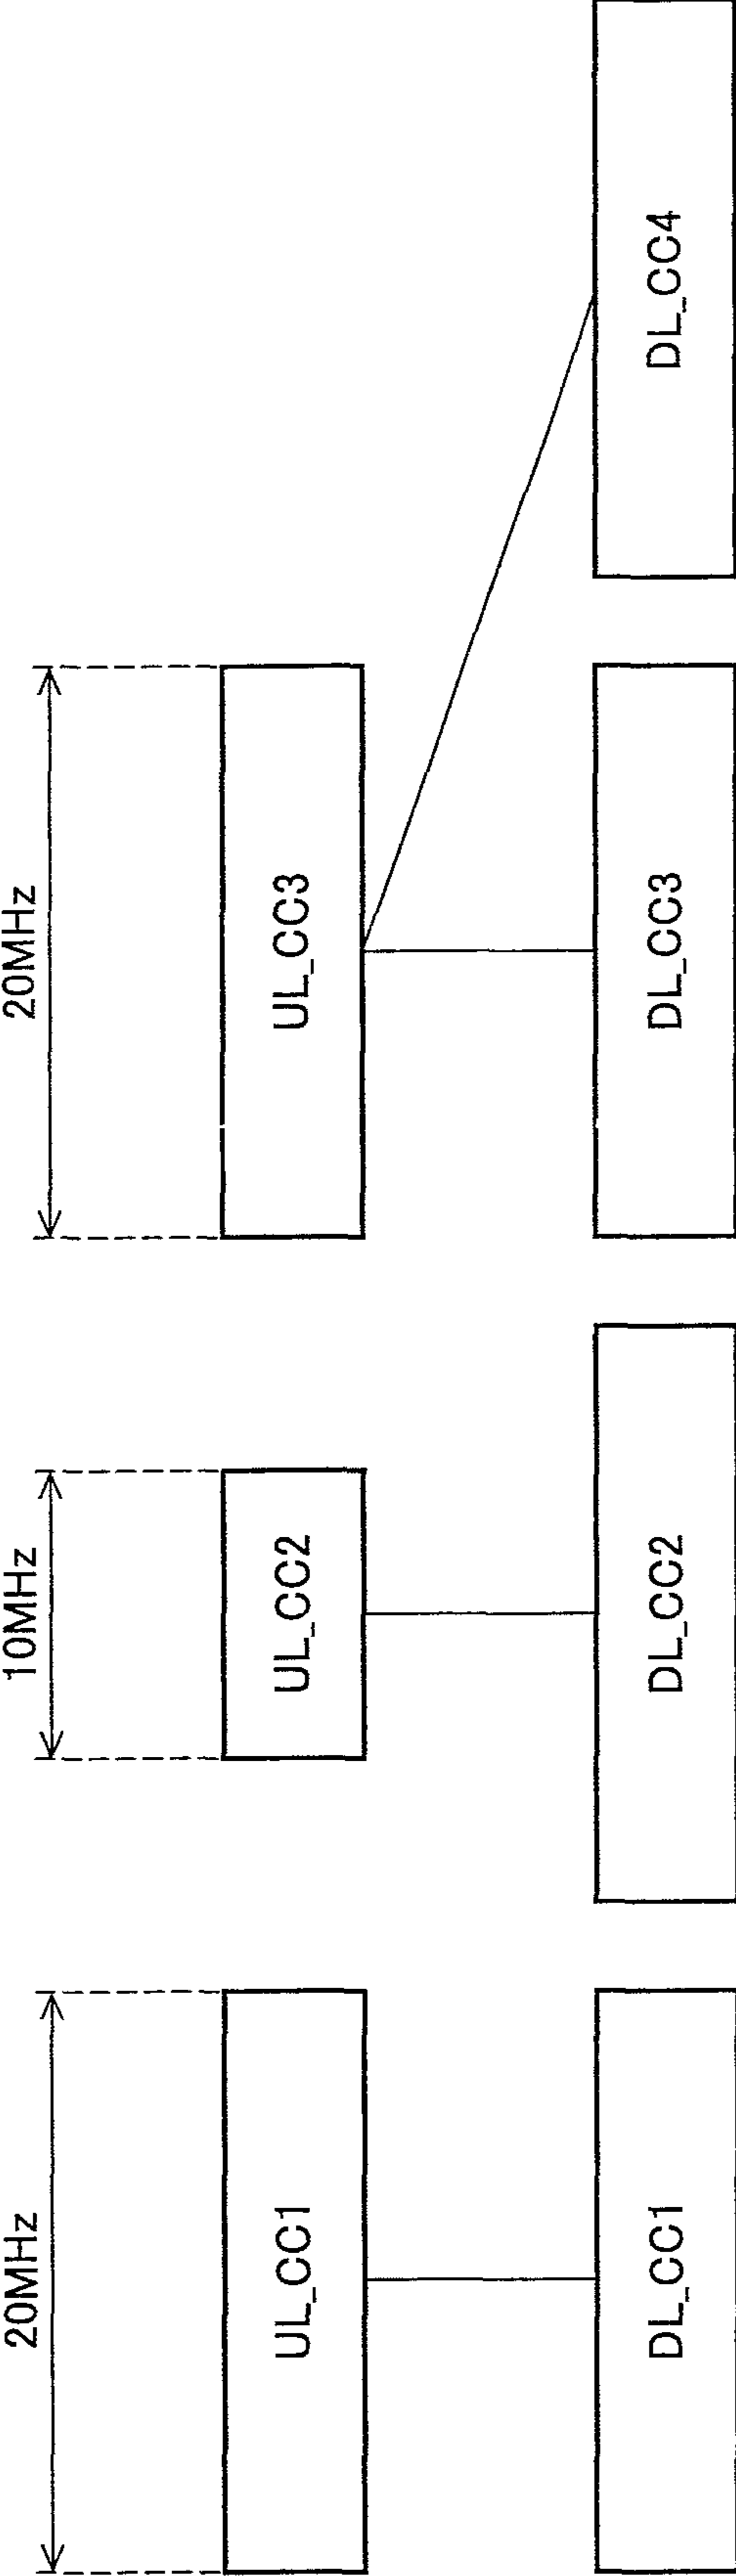 20MHz
10MHz
20MHz
UL_CC1
UL_CC2
UL_CC3
DL_CC1
DL_CC2
DL_CC3
DL_CC4